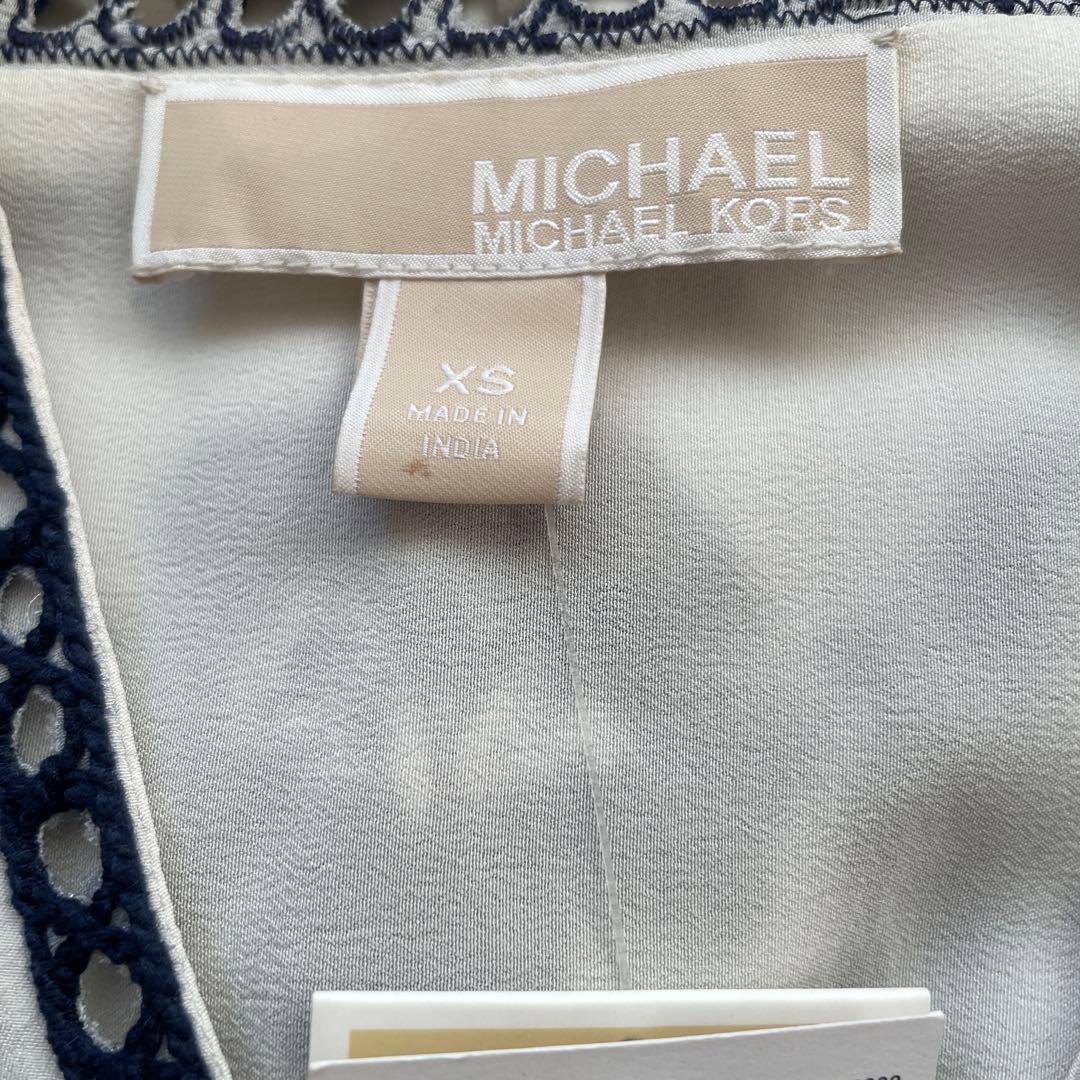 MICHAEL
MICHAEL KORS
XS
MADE IN
INDIA